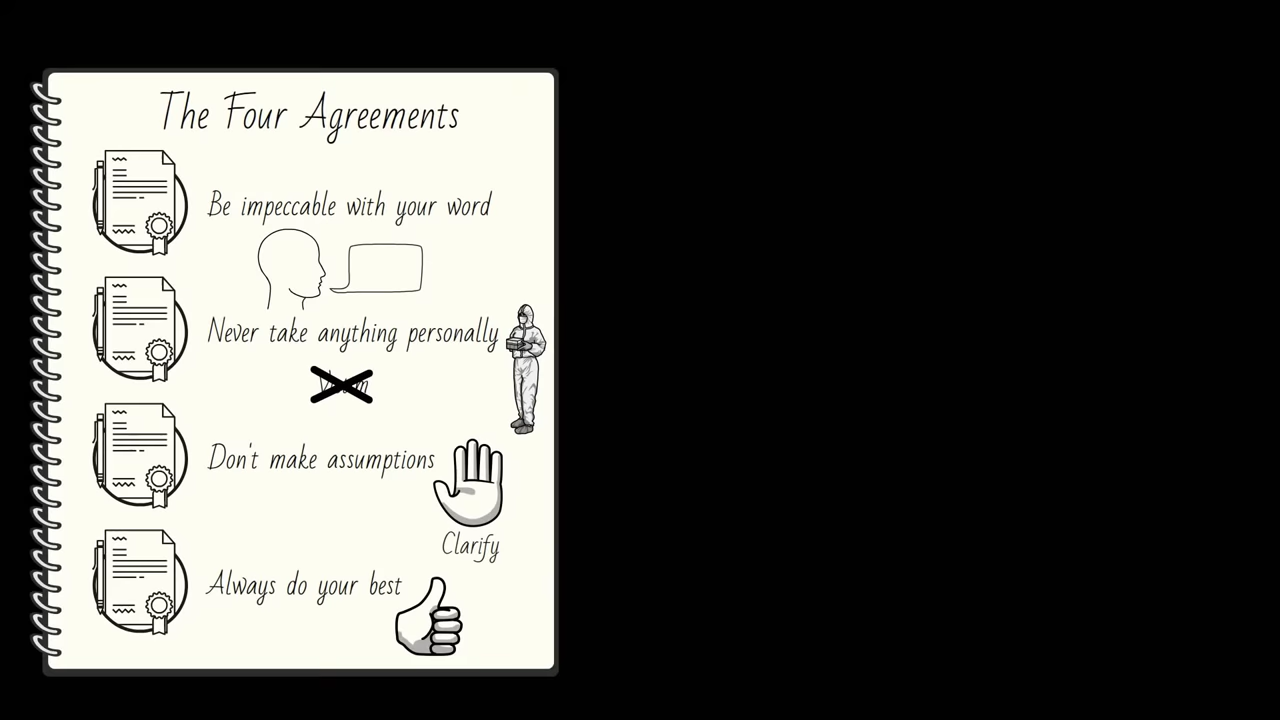 The Four Agreements
Be impeccable with your word
Never take anything personally
Don't make assumptions
Clarify
Always do your best